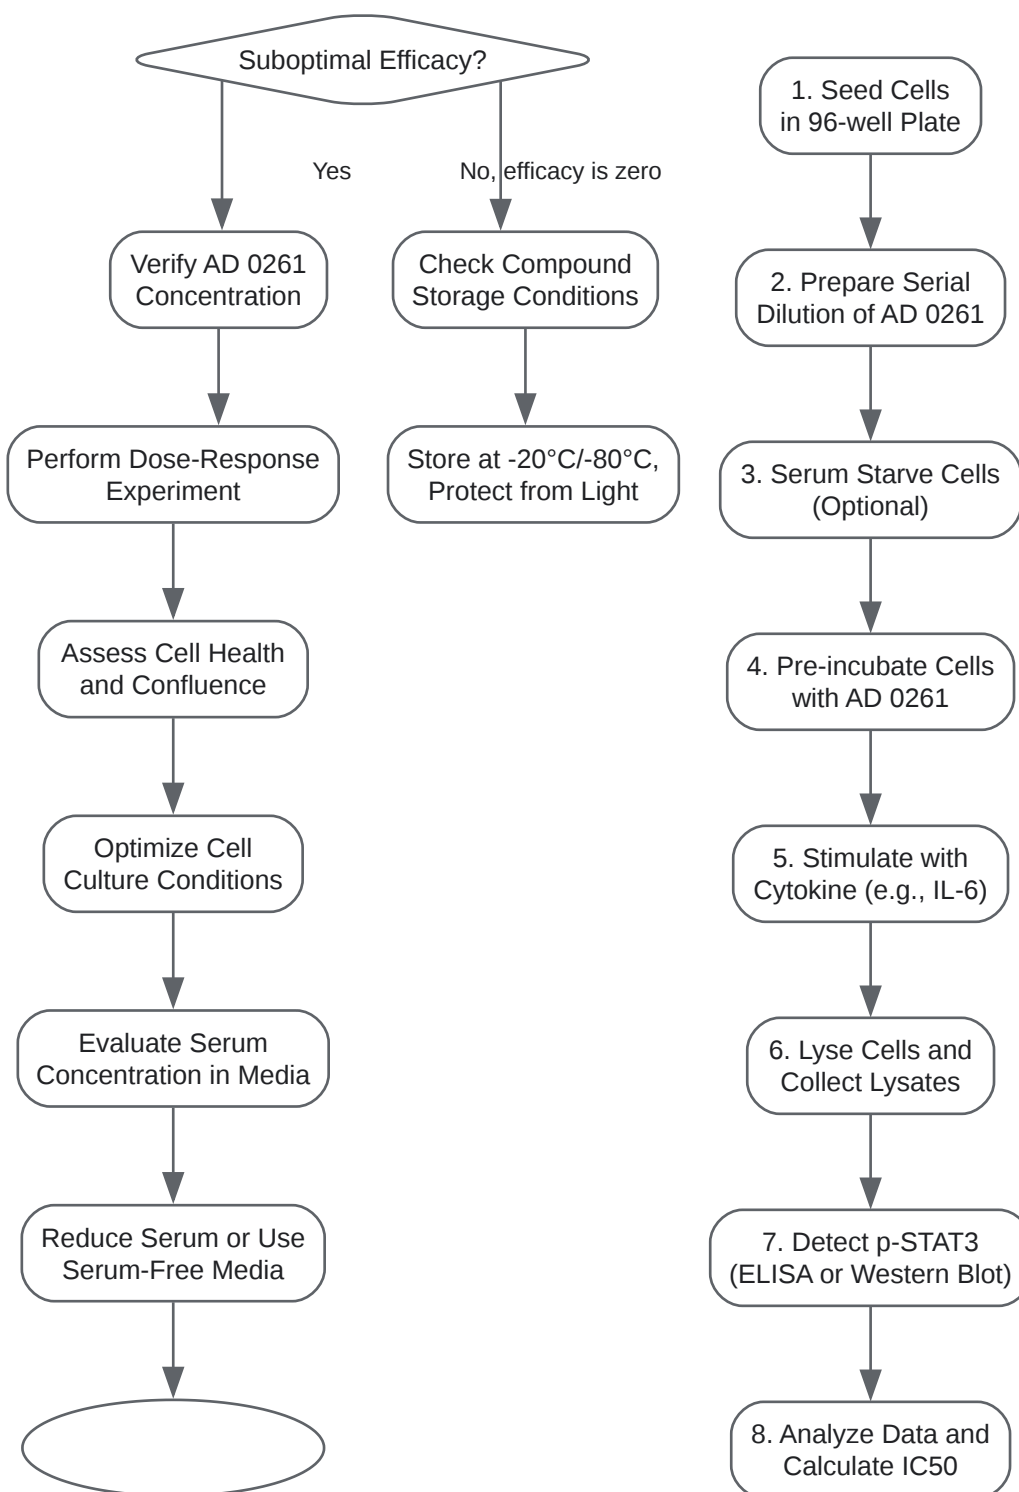 Suboptimal Efficacy?
Yes
No, efficacy is zero
Verify AD 0261
Concentration
Check Compound
Storage Conditions
Perform Dose-Response
Experiment
Store at -20°C/-80°C,
Protect from Light
Assess Cell Health
and Confluence
Optimize Cell
Culture Conditions
Evaluate Serum
Concentration in Media
Reduce Serum or Use
Serum-Free Media
1. Seed Cells
in 96-well Plate
2. Prepare Serial
Dilution of AD 0261
3. Serum Starve Cells
(Optional)
4. Pre-incubate Cells
with AD 0261
5. Stimulate with
Cytokine (e.g., IL-6)
6. Lyse Cells and
Collect Lysates
7. Detect p-STAT3
(ELISA or Western Blot)
8. Analyze Data and
Calculate IC50